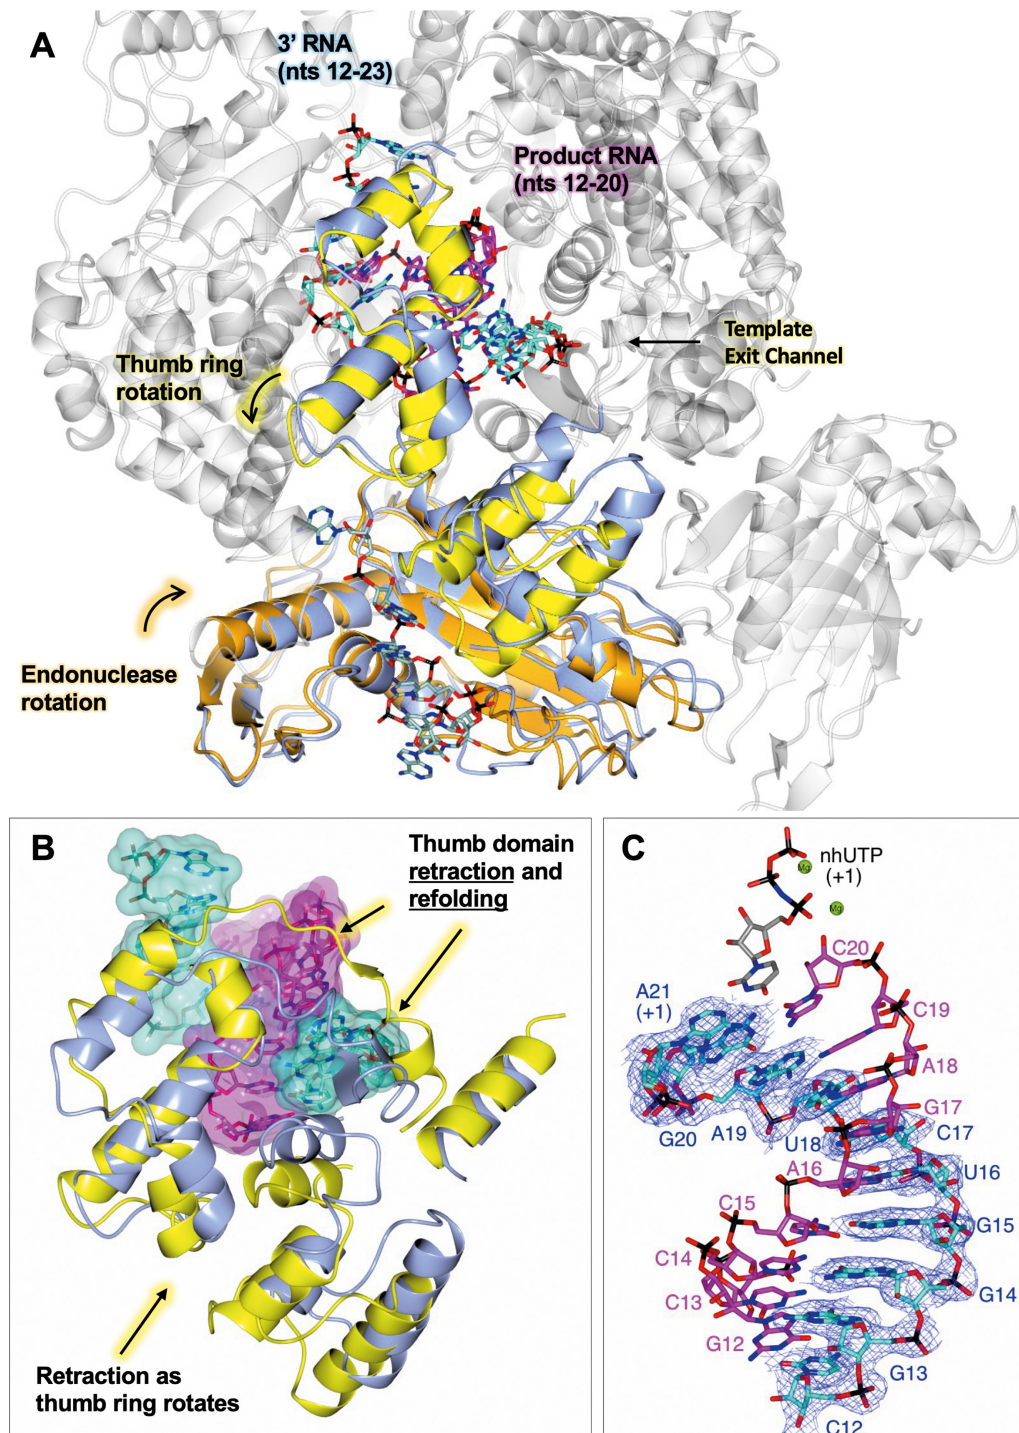 A
3’ RNA
(nts 12-23)
Product RNA
(nts 12-20)
Template
Exit Channel
Thumb ring
rotation
Endonuclease
rotation
B
Thumb domain
retraction and
refolding
Retraction as
thumb ring rotates
C
nhUTP
(+1)
Mg
Mg
C20
A21
(+1)
C19
A18
G17
G20
A19
U18
C17
A16
U16
C15
G15
C14
G14
C13
G12
G13
C12